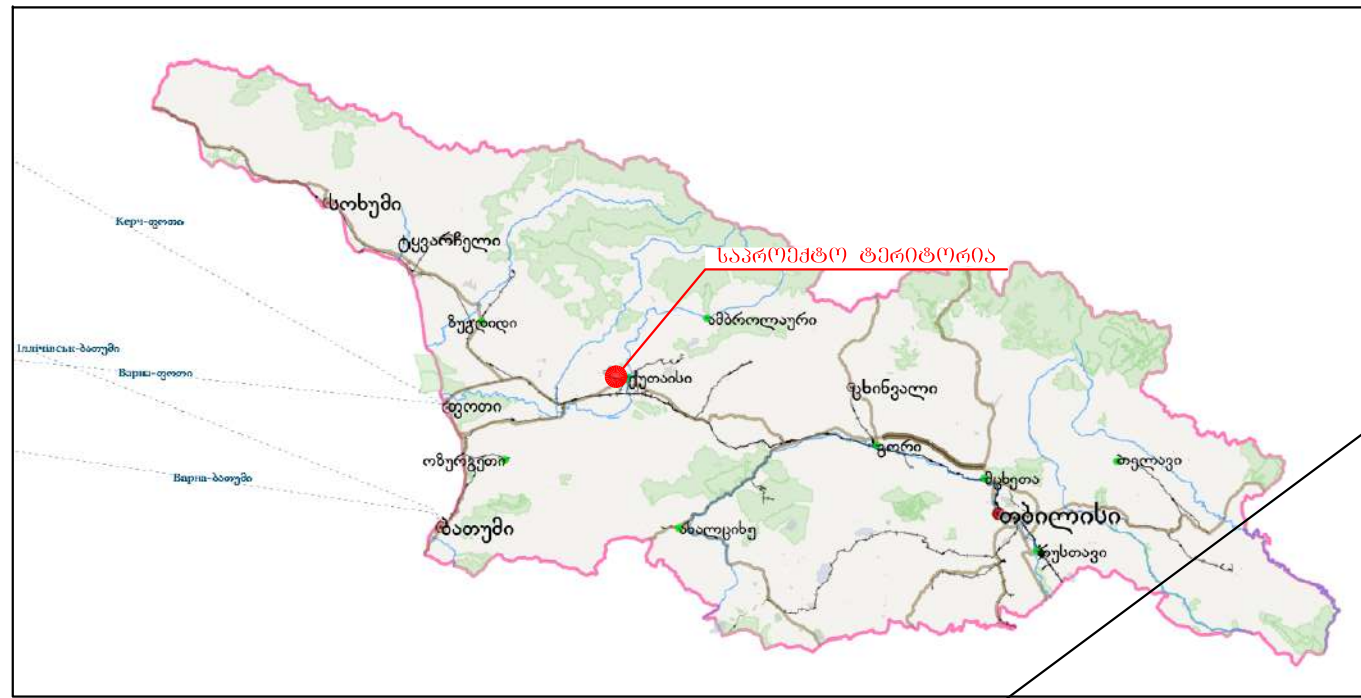 სოხუმი
Керч-ფოთი
ტყვარჩელი
საპროექტო ტერიტორია
ზუგდიდი
ამბროლაური
Іллічівськ-ბათუმი
Варна-ფოთი
ქუთაისი
ცხინვალი
ფოთი
გორი
ოზურგეთი
თელავი
მცხეთა
Варна-ბათუმი
თბილისი
ბათუმი
ახალციხე
რუსთავი